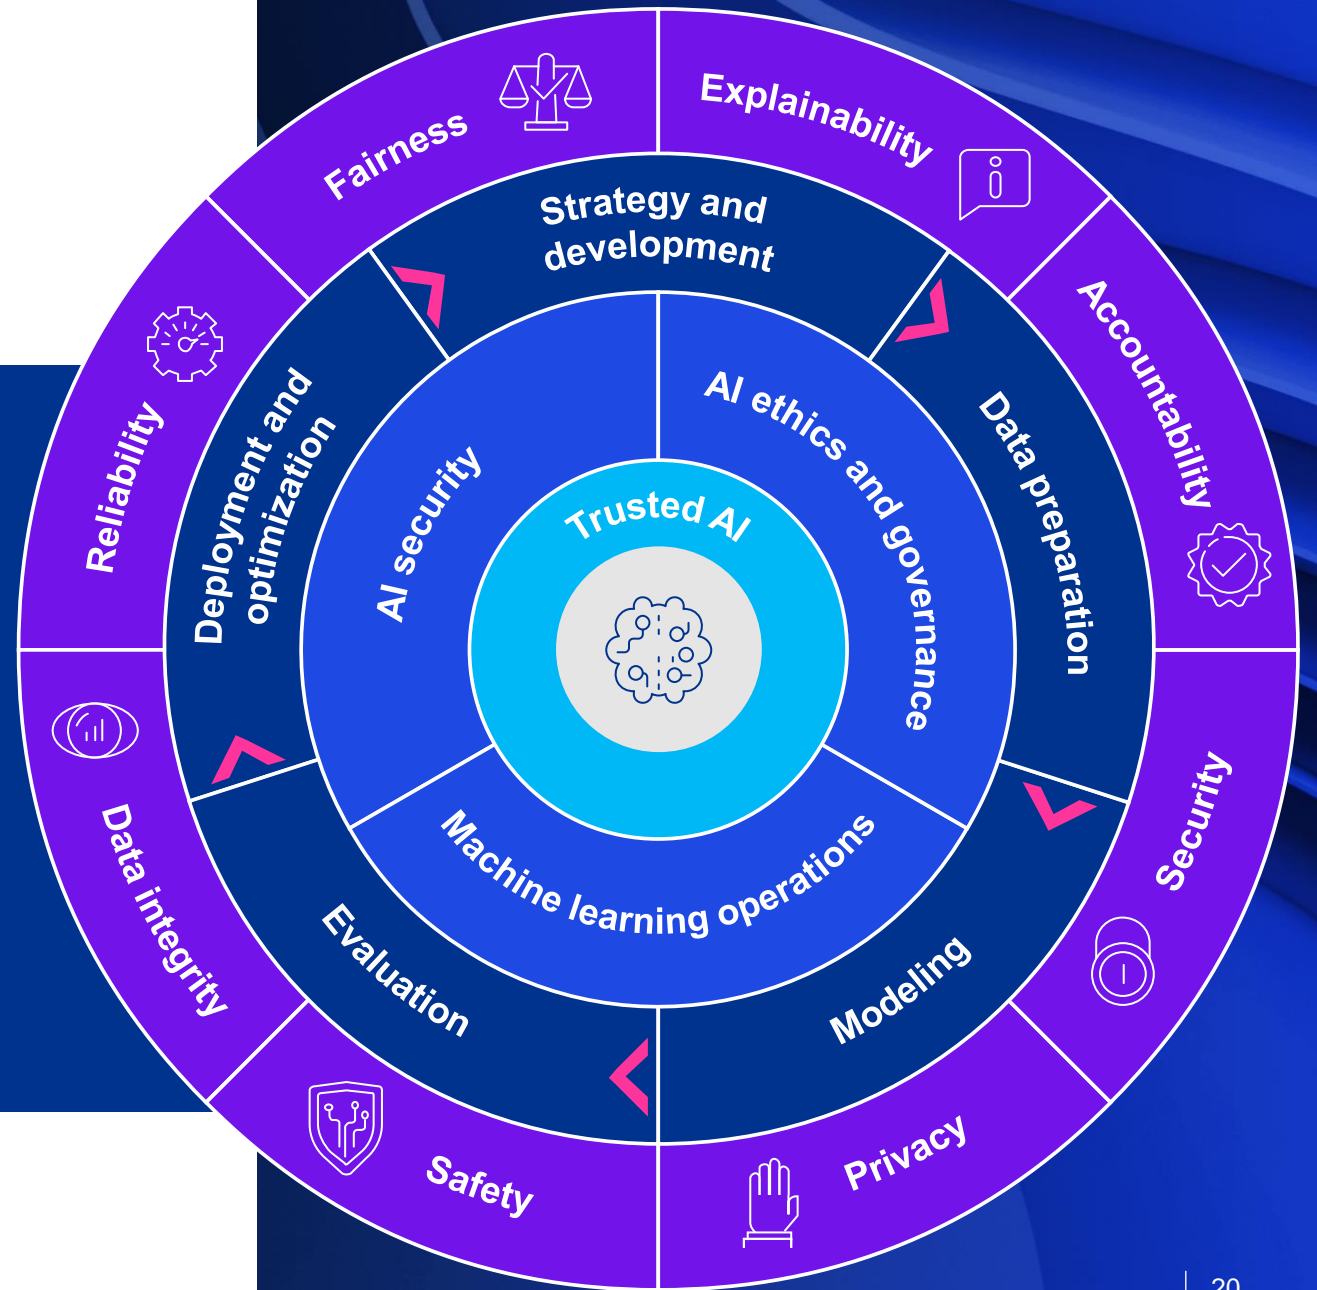 Fairness
Explainability
Accountability
Security
Privacy
Safety
Data integrity
Reliability
Strategy and
development
Data preparation
Modeling
Evaluation
Deployment and
optimization
AI security
AI ethics and governance
Machine learning operations
Trusted AI
20